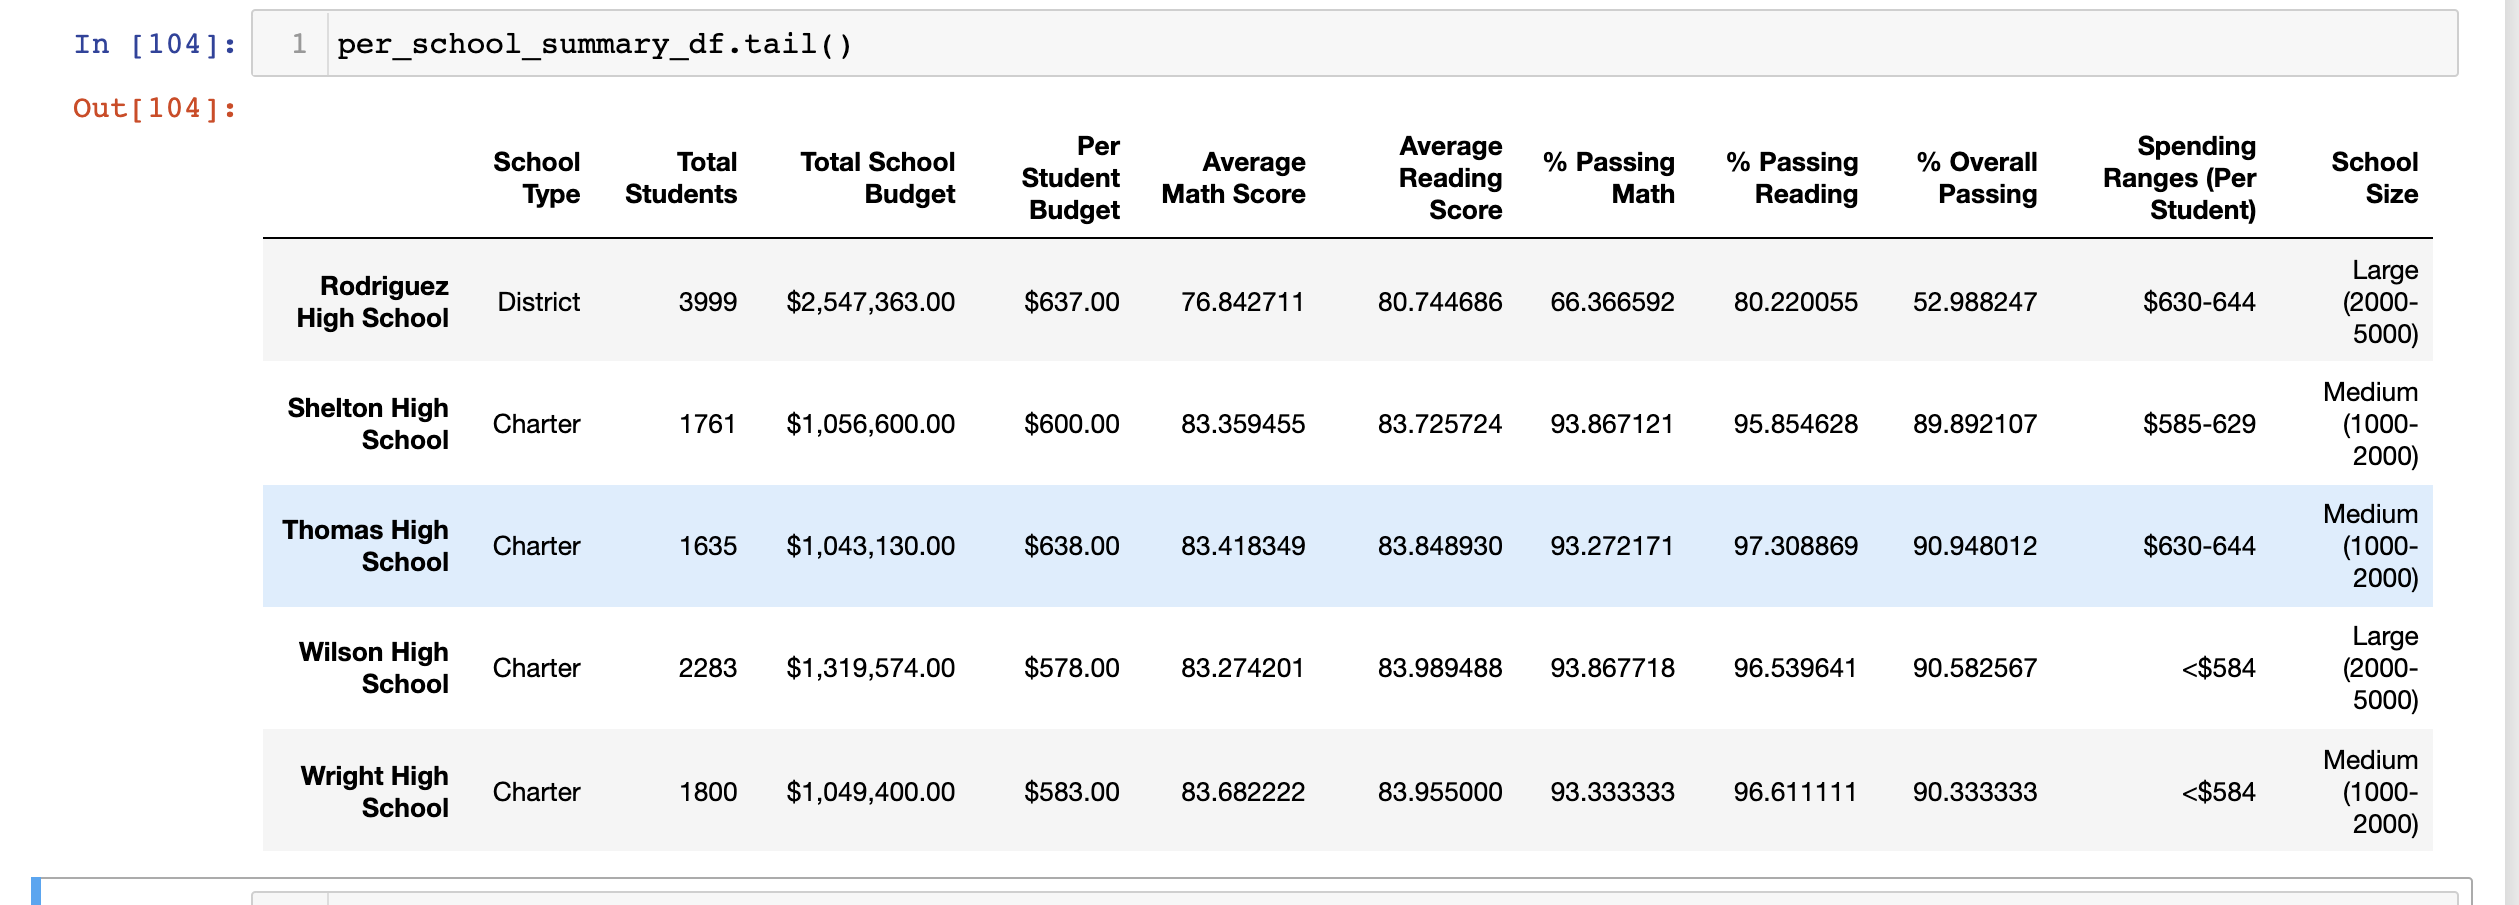 In [104]: 1 per_school_summary_df.tail()
Out[104]:
School Type Total Students Total School Budget Per Student Budget Average Math Score Average Reading Score % Passing Math % Passing Reading % Overall Passing Spending Ranges (Per Student) School Size
Rodriguez High School District 3999 $2,547,363.00 $637.00 76.842711 80.744686 66.366592 80.220055 52.988247 $630-644 Large (2000-5000)
Shelton High School Charter 1761 $1,056,600.00 $600.00 83.359455 83.725724 93.867121 95.854628 89.892107 $585-629 Medium (1000-2000)
Thomas High School Charter 1635 $1,043,130.00 $638.00 83.418349 83.848930 93.272171 97.308869 90.948012 $630-644 Medium (1000-2000)
Wilson High School Charter 2283 $1,319,574.00 $578.00 83.274201 83.989488 93.867718 96.539641 90.582567 <$584 Large (2000-5000)
Wright High School Charter 1800 $1,049,400.00 $583.00 83.682222 83.955000 93.333333 96.611111 90.333333 <$584 Medium (1000-2000)